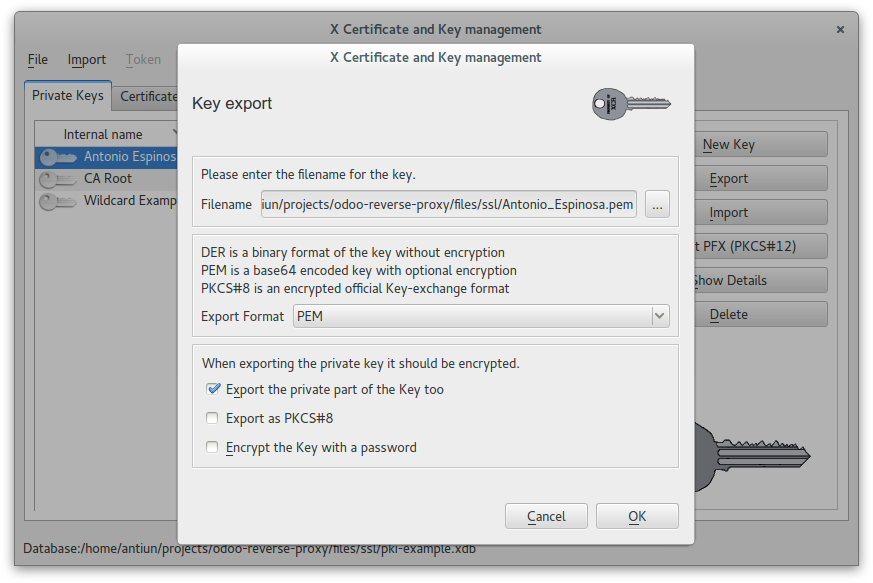 X Certificate and Key management
File Import Token
Private Keys Certificate
Internal name
Antonio Espinos
CA Root
Wildcard Examp
New Key
Export
Import
t PFX (PKCS#12)
Show Details
Delete
Database:/home/antiun/projects/odoo-reverse-proxy/files/ssl/pki-example.xdb
X Certificate and Key management
Key export
Please enter the filename for the key.
Filename iun/projects/odoo-reverse-proxy/files/ssl/Antonio_Espinosa.pem ...
DER is a binary format of the key without encryption
PEM is a base64 encoded key with optional encryption
PKCS#8 is an encrypted official Key-exchange format
Export Format PEM
When exporting the private key it should be encrypted.
Export the private part of the Key too
Export as PKCS#8
Encrypt the Key with a password
Cancel OK